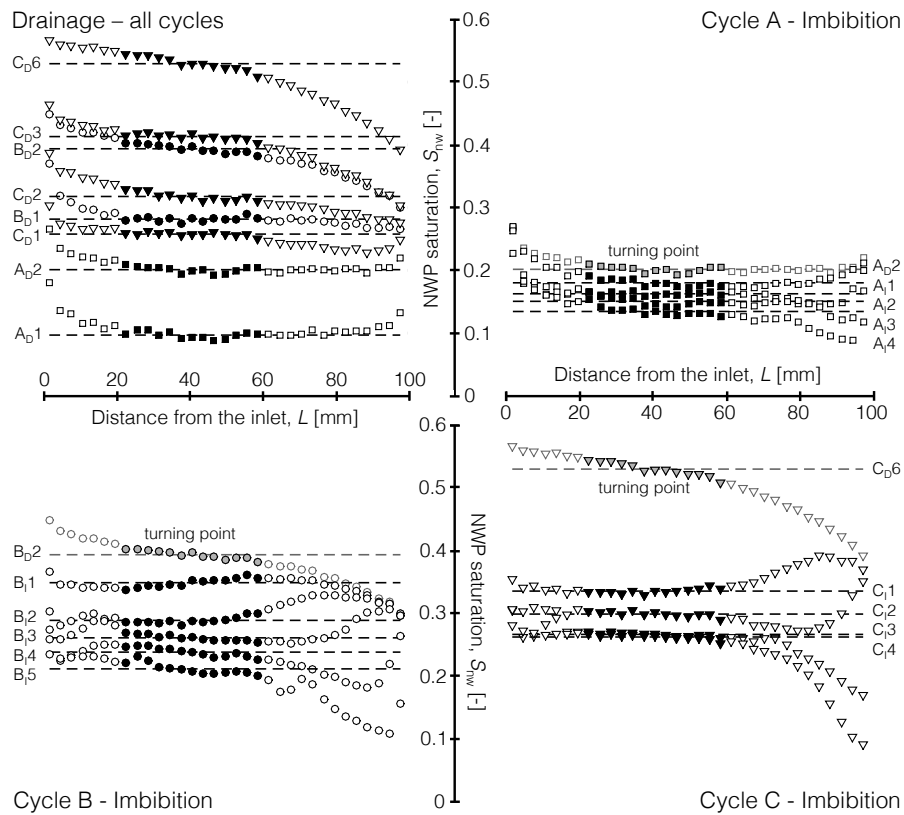 Drainage – all cycles
Cycle A - Imbibition
0.6
0.5
0.4
0.3
0.2
0.1
0
NWP saturation, Sₙw [-]
C_D6
C_D3
B_D2
C_D2
B_D1
C_D1
A_D2
A_D1
0 20 40 60 80 100
Distance from the inlet, L [mm]
turning point
A_D2
A_I1
A_I2
A_I3
A_I4
Distance from the inlet, L [mm]
0 20 40 60 80 100
0.6
0.5
0.4
0.3
0.2
0.1
0
NWP saturation, Sₙw [-]
turning point
B_D2
B_I1
B_I2
B_I3
B_I4
B_I5
turning point
C_D6
C_I1
C_I2
C_I3
C_I4
Cycle B - Imbibition
Cycle C - Imbibition